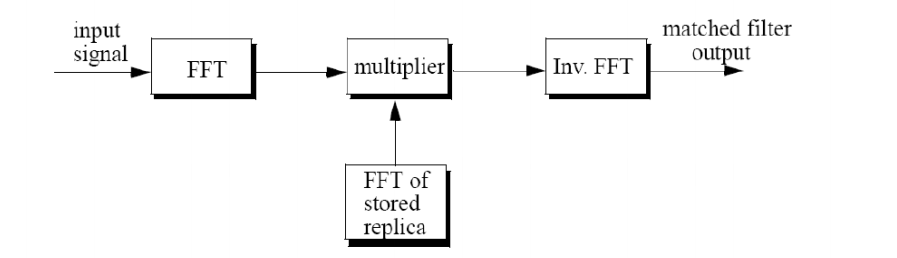 input
signal
FFT
multiplier
Inv. FFT
matched filter
output
FFT of
stored
replica